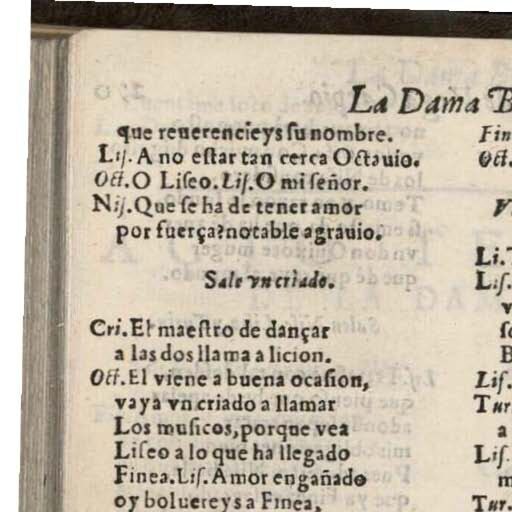 La Dama B
que reuerencieys su nombre.
Lis. A no estar tan cerca Octauio.
Oct. O Liseo. Lis. O mi señor.
Nis. Que se ha de tener amor
por fuerça? notable agrauio.
Sale vn criado.
Cri. El maestro de dançar
a las dos llama a licion.
Oct. El viene a buena ocasion,
vaya vn criado a llamar
Los musicos, porque vea
Liseo a lo que ha llegado
Finea. Lis. Amor engañado
oy boluereys a Finea,
Fin
Oct.
Li.
Lis.
Lis.
Tur.
a
Lis.
m
Tur.